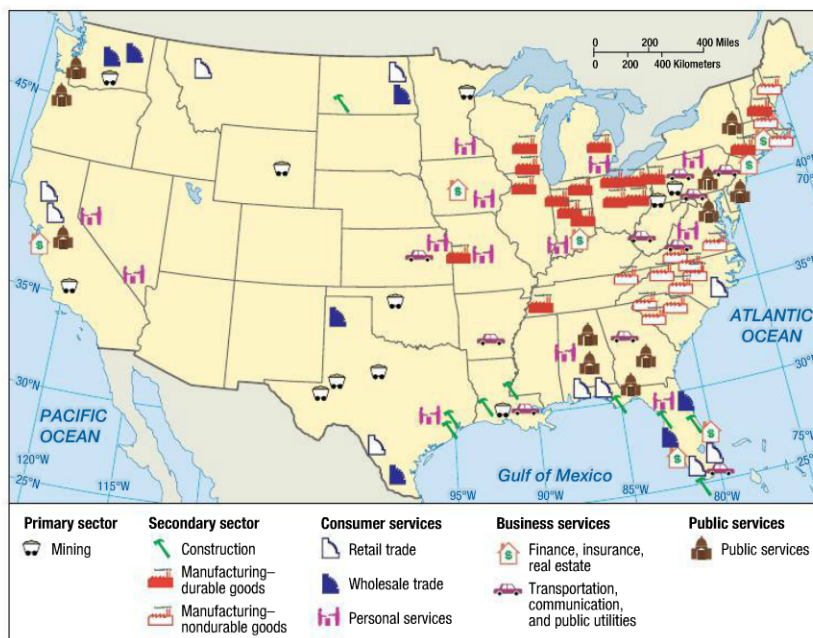 0 200 400 Miles
0 200 400 Kilometers
45°N
40°N
70°W
35°N
35°N
ATLANTIC
OCEAN
30°N
30°N
PACIFIC
OCEAN
75°W
25°N
120°W
115°W
25°N
95°W
90°W
85°W
80°W
Gulf of Mexico
Primary sector
Mining
Secondary sector
Construction
Manufacturing–
durable goods
Manufacturing–
nondurable goods
Consumer services
Retail trade
Wholesale trade
Personal services
Business services
Finance, insurance,
real estate
Transportation,
communication,
and public utilities
Public services
Public services